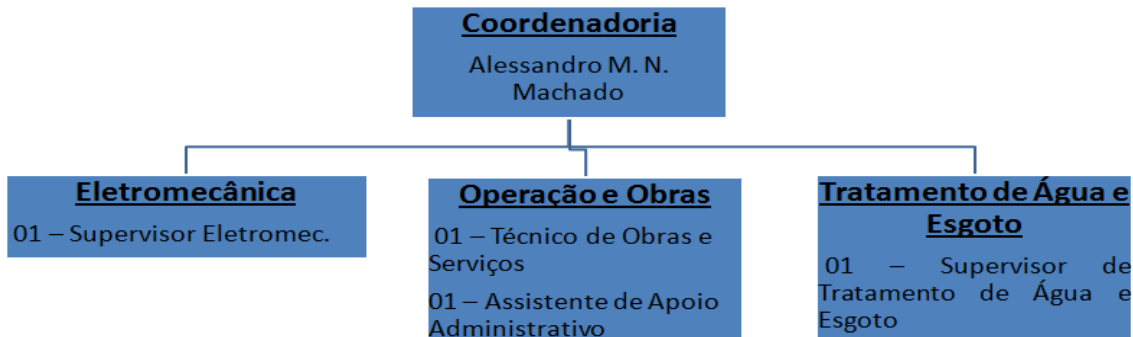 Coordenadoria
Alessandro M. N.
Machado
Eletromecânica
01 – Supervisor Eletromec.
Operação e Obras
01 – Técnico de Obras e
Serviços
01 – Assistente de Apoio
Administrativo
Tratamento de Água e
Esgoto
01 – Supervisor de
Tratamento de Água e
Esgoto